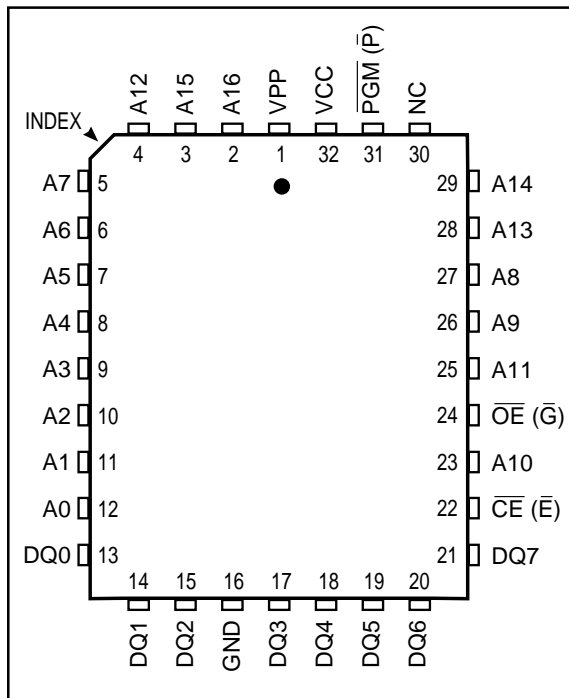 A12 A15 A16 VPP VCC P̅G̅M̅ (P̅) NC
INDEX
4 3 2 1 32 31 30
A7 5 29 A14
A6 6 28 A13
A5 7 27 A8
A4 8 26 A9
A3 9 25 A11
A2 10 24 O̅E̅ (G̅)
A1 11 23 A10
A0 12 22 C̅E̅ (E̅)
DQ0 13 21 DQ7
14 15 16 17 18 19 20
DQ1 DQ2 GND DQ3 DQ4 DQ5 DQ6